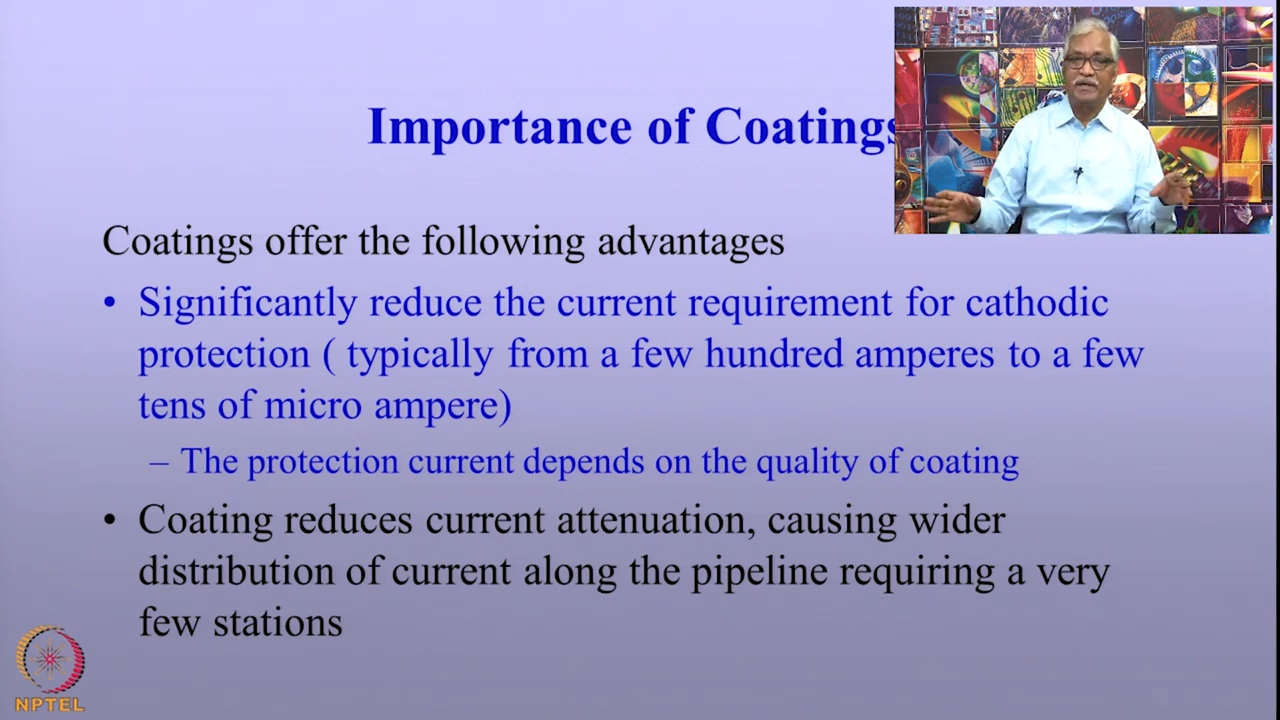 Importance of Coatings
Coatings offer the following advantages
• Significantly reduce the current requirement for cathodic
protection ( typically from a few hundred amperes to a few
tens of micro ampere)
– The protection current depends on the quality of coating
• Coating reduces current attenuation, causing wider
distribution of current along the pipeline requiring a very
few stations
NPTEL